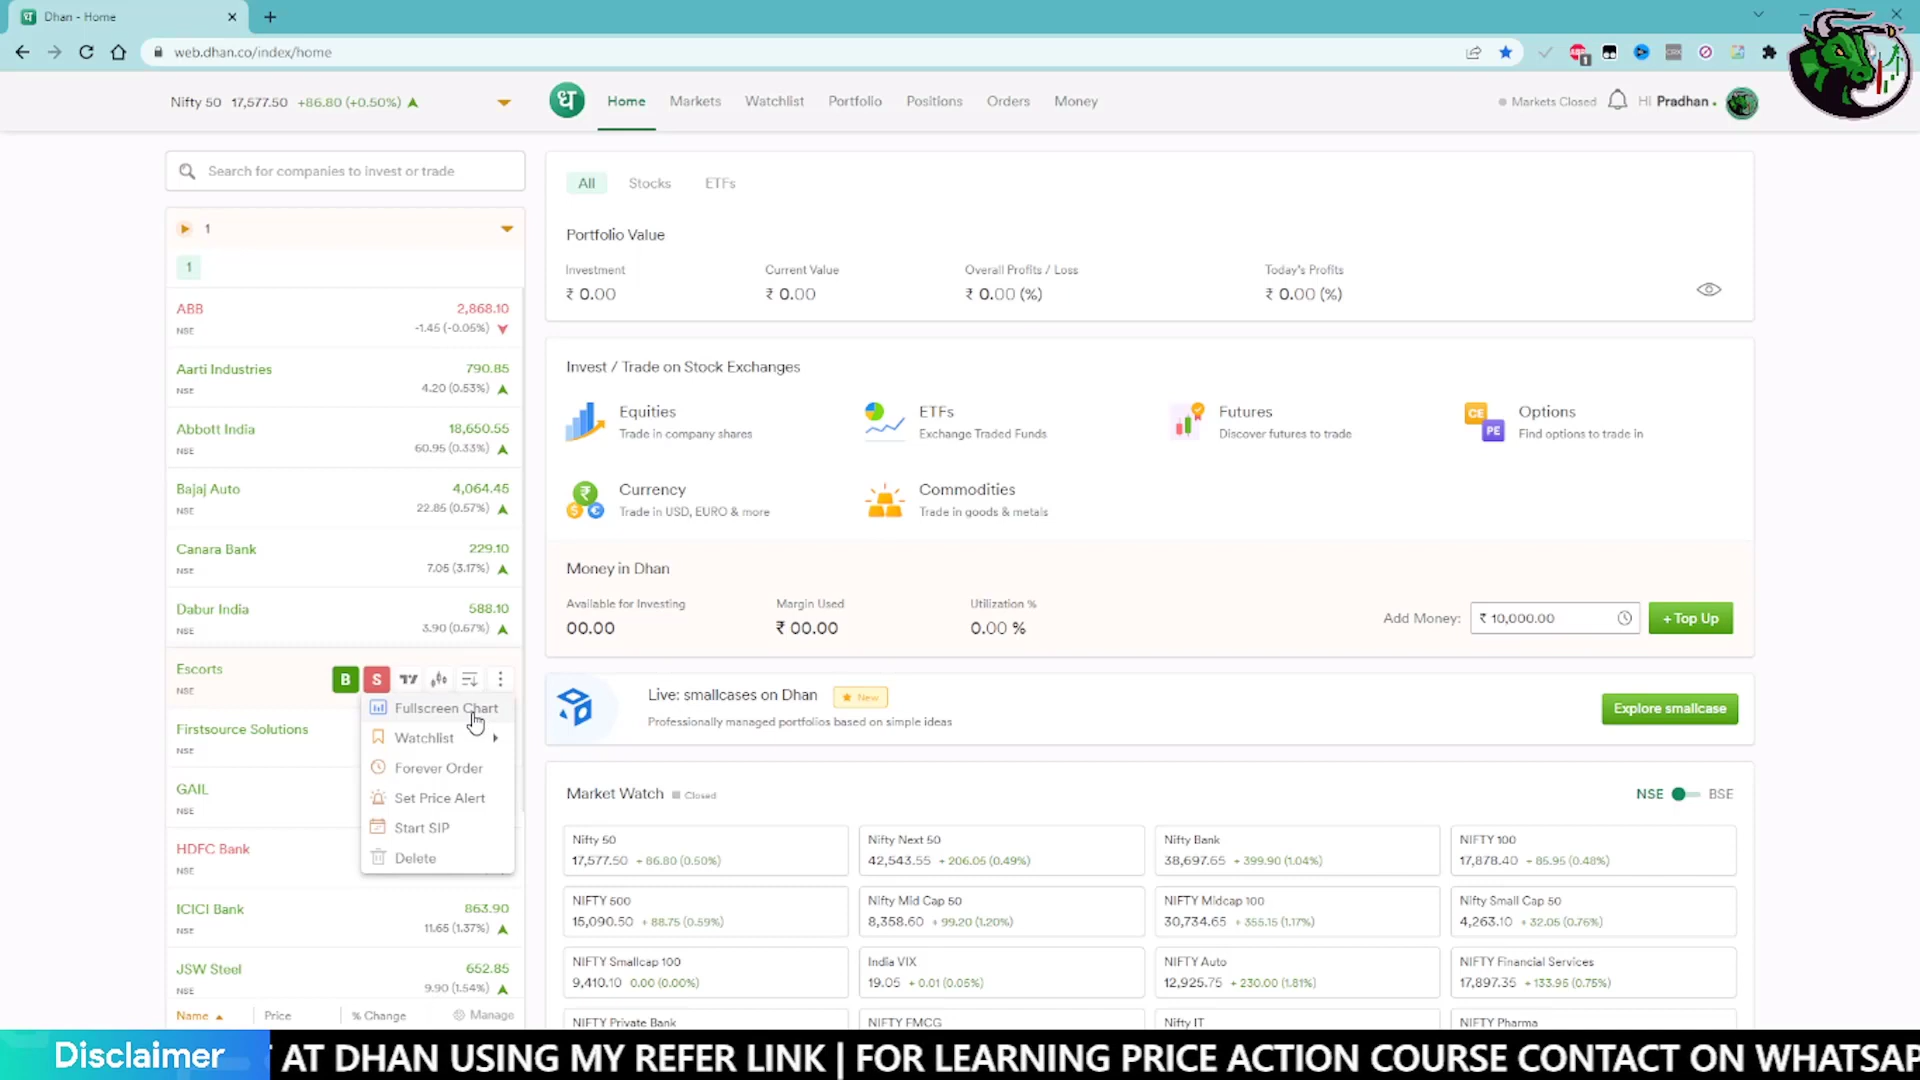 Dhan - Home
web.dhan.co/index/home
Nifty 50 17,577.50 +86.80 (+0.50%)
धा Home Markets Watchlist Portfolio Positions Orders Money
Markets Closed Hi Pradhan
Search for companies to invest or trade
1
1
ABB 2,868.10
NSE -1.45 (-0.05%)
Aarti Industries 790.85
NSE 4.20 (0.53%)
Abbott India 18,650.55
NSE 60.95 (0.33%)
Bajaj Auto 4,064.45
NSE 22.85 (0.57%)
Canara Bank 229.10
NSE 7.05 (3.17%)
Dabur India 588.10
NSE 3.90 (0.67%)
Escorts B S
NSE
Fullscreen Chart
Watchlist
Forever Order
Set Price Alert
Start SIP
Delete
Firstsource Solutions
NSE
GAIL
NSE
HDFC Bank
NSE
ICICI Bank 863.90
NSE 11.65 (1.37%)
JSW Steel 652.85
NSE 9.90 (1.54%)
Name Price % Change Manage
All Stocks ETFs
Portfolio Value
Investment Current Value Overall Profits / Loss Today's Profits
₹ 0.00 ₹ 0.00 ₹ 0.00 (%) ₹ 0.00 (%)
Invest / Trade on Stock Exchanges
Equities ETFs Futures CE PE Options
Trade in company shares Exchange Traded Funds Discover futures to trade Find options to trade in
Currency Commodities
Trade in USD, EURO & more Trade in goods & metals
Money in Dhan
Available for Investing Margin Used Utilization %
00.00 ₹ 00.00 0.00 %
Add Money: ₹ 10,000.00 + Top Up
Live: smallcases on Dhan New
Professionally managed portfolios based on simple ideas
Explore smallcase
Market Watch Closed NSE BSE
Nifty 50 Nifty Next 50 Nifty Bank NIFTY 100
17,577.50 + 86.80 (0.50%) 42,543.55 + 206.05 (0.49%) 38,697.65 + 399.90 (1.04%) 17,878.40 + 85.95 (0.48%)
NIFTY 500 Nifty Mid Cap 50 NIFTY Midcap 100 Nifty Small Cap 50
15,090.50 + 88.75 (0.59%) 8,358.60 + 99.20 (1.20%) 30,734.65 + 355.15 (1.17%) 4,263.10 + 32.05 (0.76%)
NIFTY Smallcap 100 India VIX NIFTY Auto NIFTY Financial Services
9,410.10 0.00 (0.00%) 19.05 + 0.01 (0.05%) 12,925.75 + 230.00 (1.81%) 17,897.35 + 133.95 (0.75%)
NIFTY Private Bank NIFTY FMCG Nifty IT NIFTY Pharma
Disclaimer AT DHAN USING MY REFER LINK | FOR LEARNING PRICE ACTION COURSE CONTACT ON WHATSAP